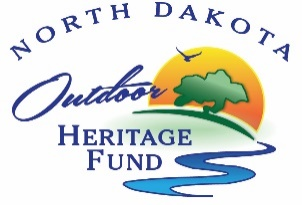 NORTH DAKOTA
Outdoor
HERITAGE
FUND